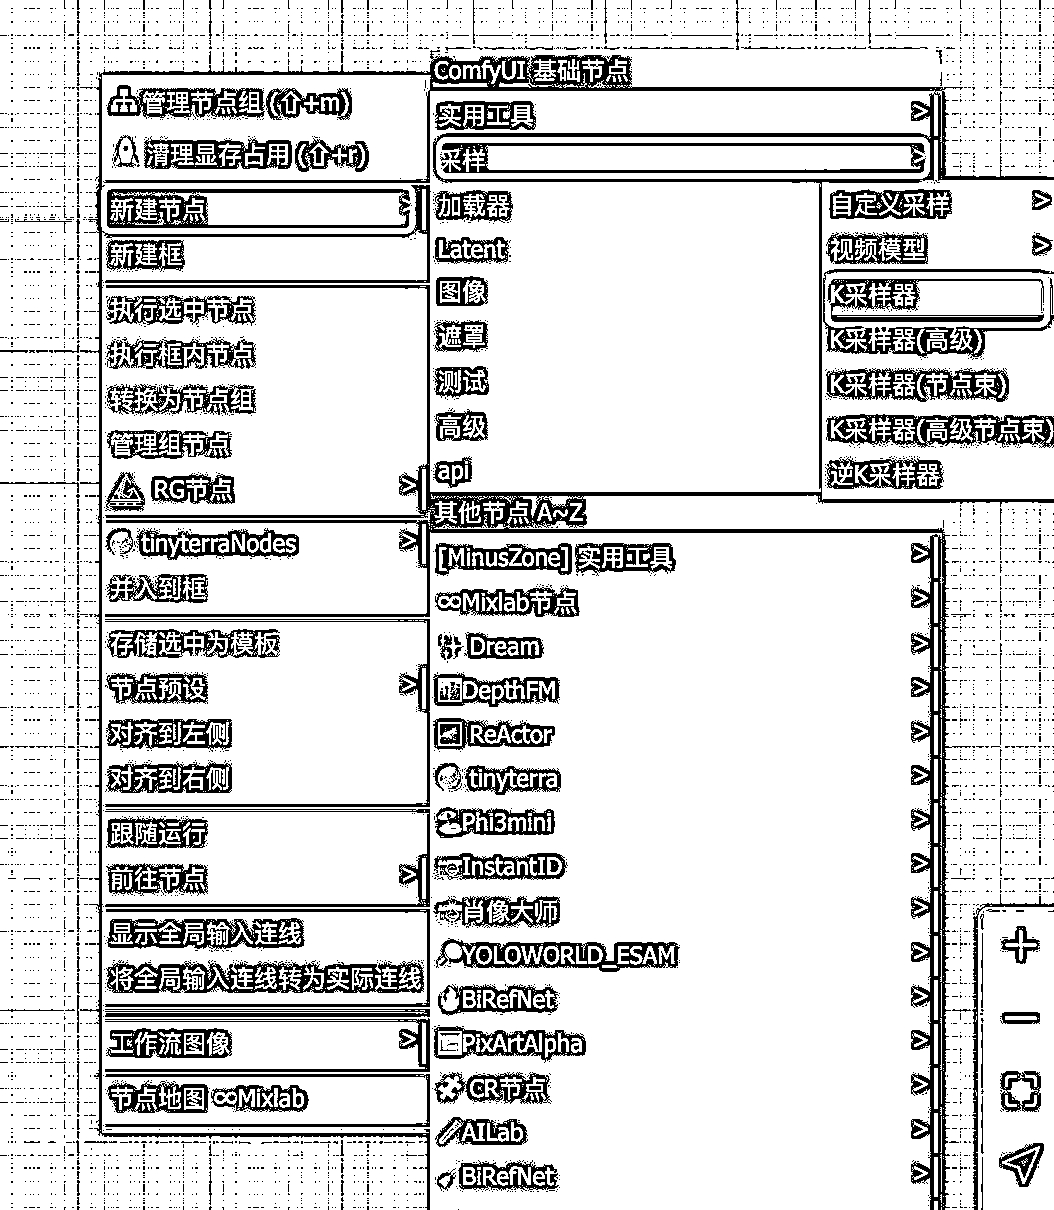 管理节点组 (⇧+m)
清理显存占用 (⇧+r)
新建节点
新建框
执行选中节点
执行框内节点
转换为节点组
管理组节点
RG节点
tinyterraNodes
并入到框
存储选中为模板
节点预设
对齐到左侧
对齐到右侧
跟随运行
前往节点
显示全局输入连线
将全局输入连线转为实际连线
工作流图像
节点地图 ∞Mixlab
ComfyUI 基础节点
实用工具
采样
加载器
Latent
图像
遮罩
测试
高级
api
其他节点 A~Z
[MinusZone] 实用工具
∞Mixlab节点
Dream
DepthFM
ReActor
tinyterra
Phi3mini
InstantID
肖像大师
YOLOWORLD_ESAM
BiRefNet
PixArtAlpha
CR节点
AILab
BiRefNet
自定义采样
视频模型
K采样器
K采样器(高级)
K采样器(节点束)
K采样器(高级节点束)
逆K采样器